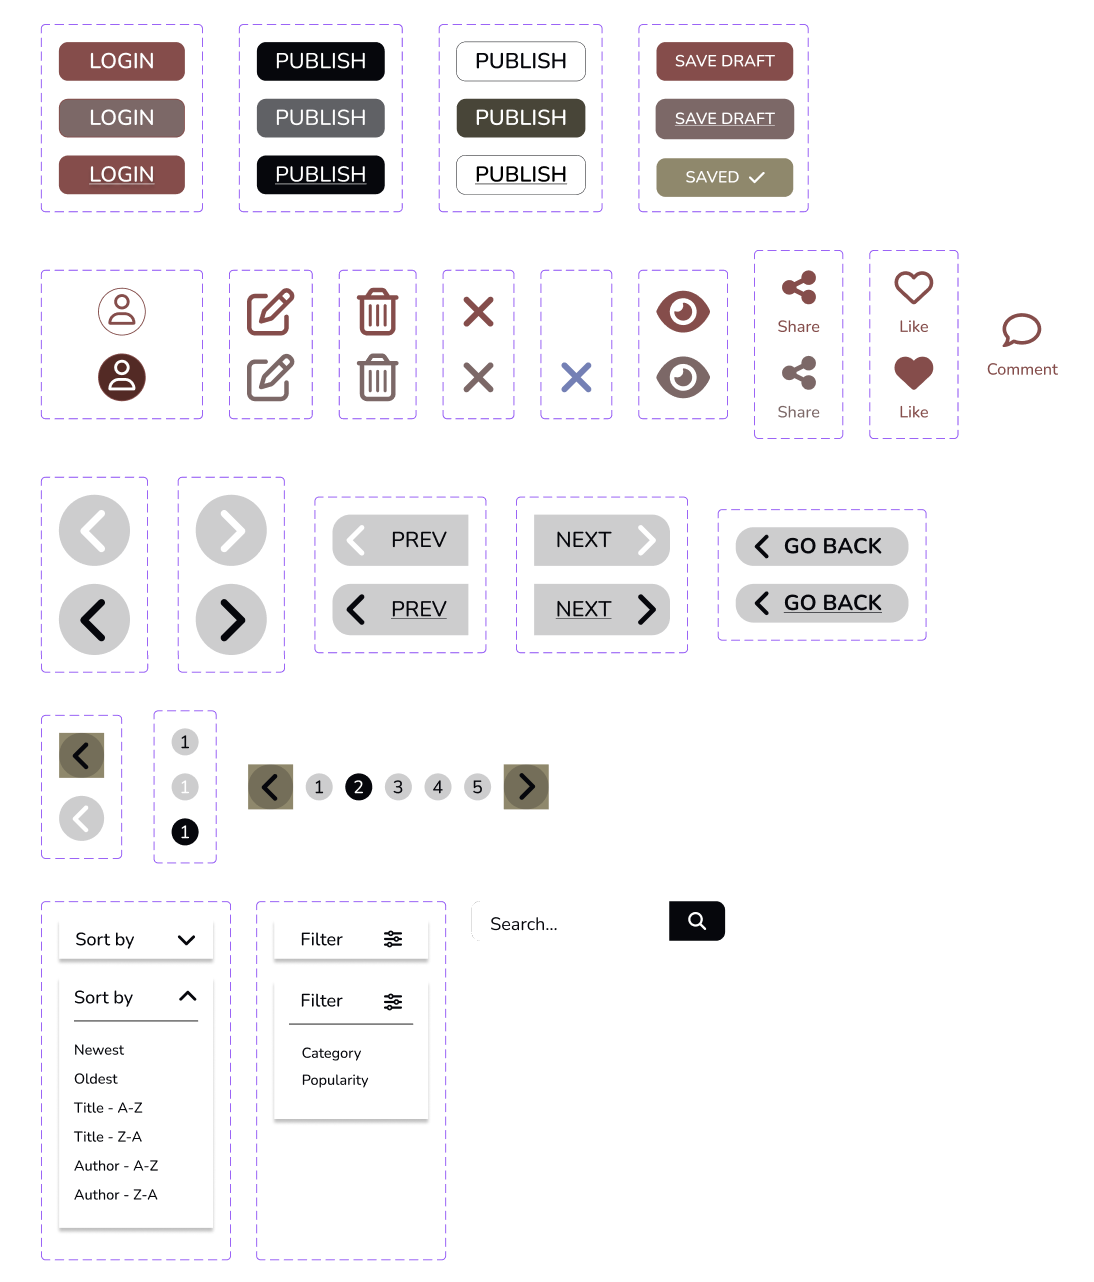 LOGIN
LOGIN
LOGIN
PUBLISH
PUBLISH
PUBLISH
PUBLISH
PUBLISH
PUBLISH
SAVE DRAFT
SAVE DRAFT
SAVED
Share
Share
Like
Like
Comment
PREV
PREV
NEXT
NEXT
GO BACK
GO BACK
1
1
1
1 2 3 4 5
Sort by
Sort by
Newest
Oldest
Title - A-Z
Title - Z-A
Author - A-Z
Author - Z-A
Filter
Filter
Category
Popularity
Search...